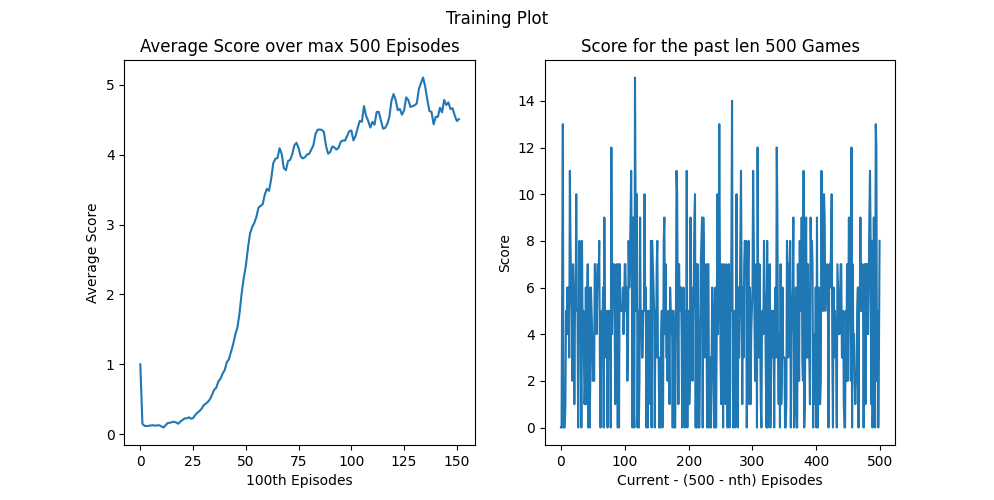 Training Plot
Average Score over max 500 Episodes
Average Score
5
4
3
2
1
0
0 25 50 75 100 125 150
100th Episodes
Score for the past len 500 Games
Score
14
12
10
8
6
4
2
0
0 100 200 300 400 500
Current - (500 - nth) Episodes